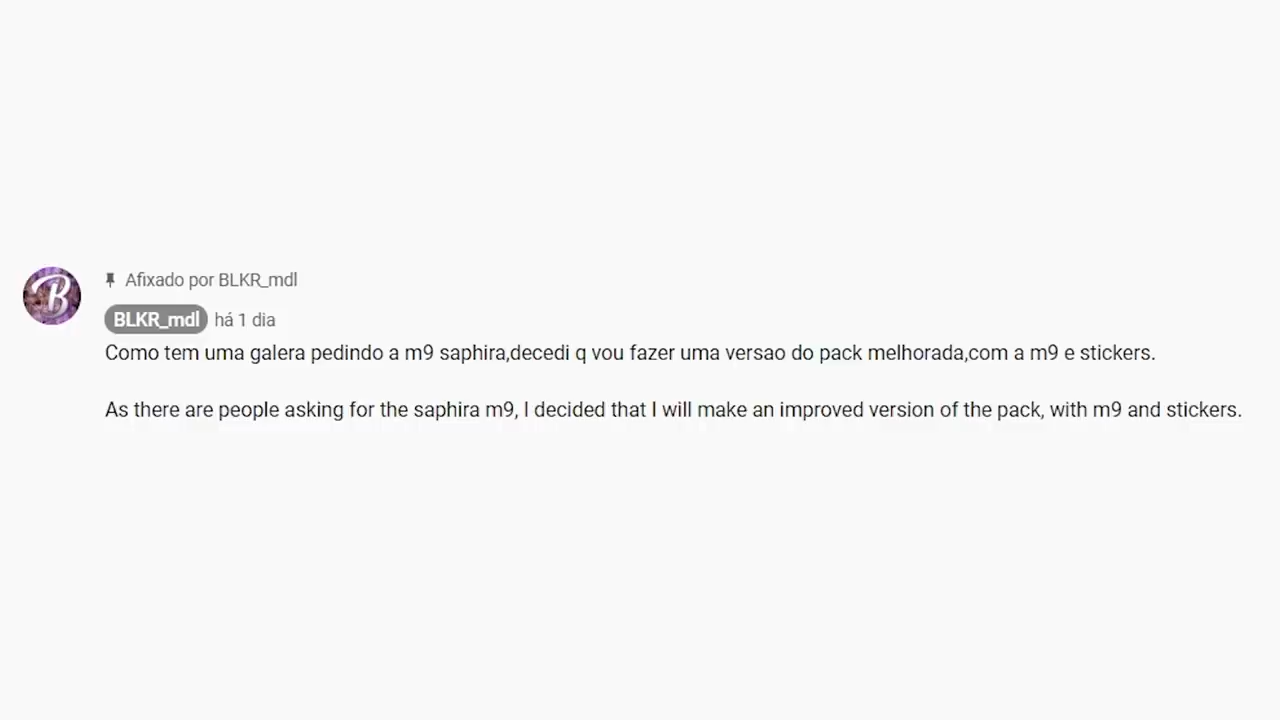 B
Afixado por BLKR_mdl
BLKR_mdl há 1 dia
Como tem uma galera pedindo a m9 saphira,decedi q vou fazer uma versao do pack melhorada,com a m9 e stickers.
As there are people asking for the saphira m9, I decided that I will make an improved version of the pack, with m9 and stickers.